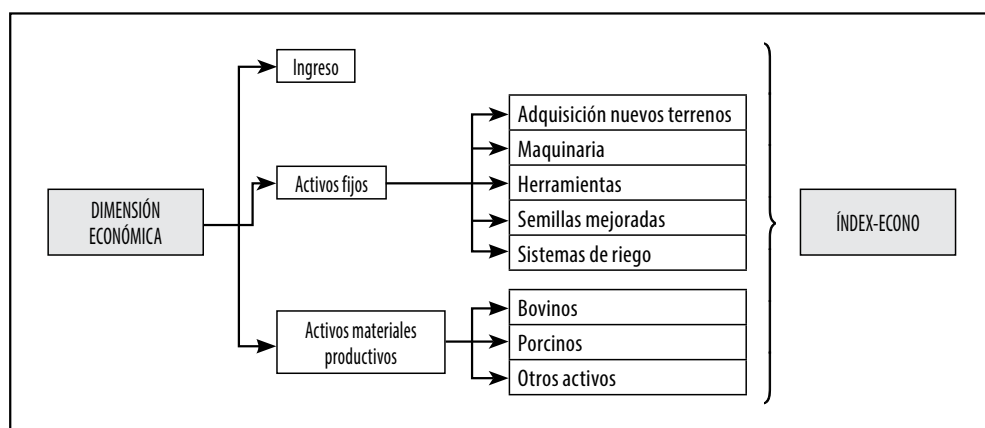 DIMENSIÓN
ECONÓMICA
Ingreso
Activos fijos
Adquisición nuevos terrenos
Maquinaria
Herramientas
Semillas mejoradas
Sistemas de riego
Activos materiales
productivos
Bovinos
Porcinos
Otros activos
ÍNDEX-ECONO